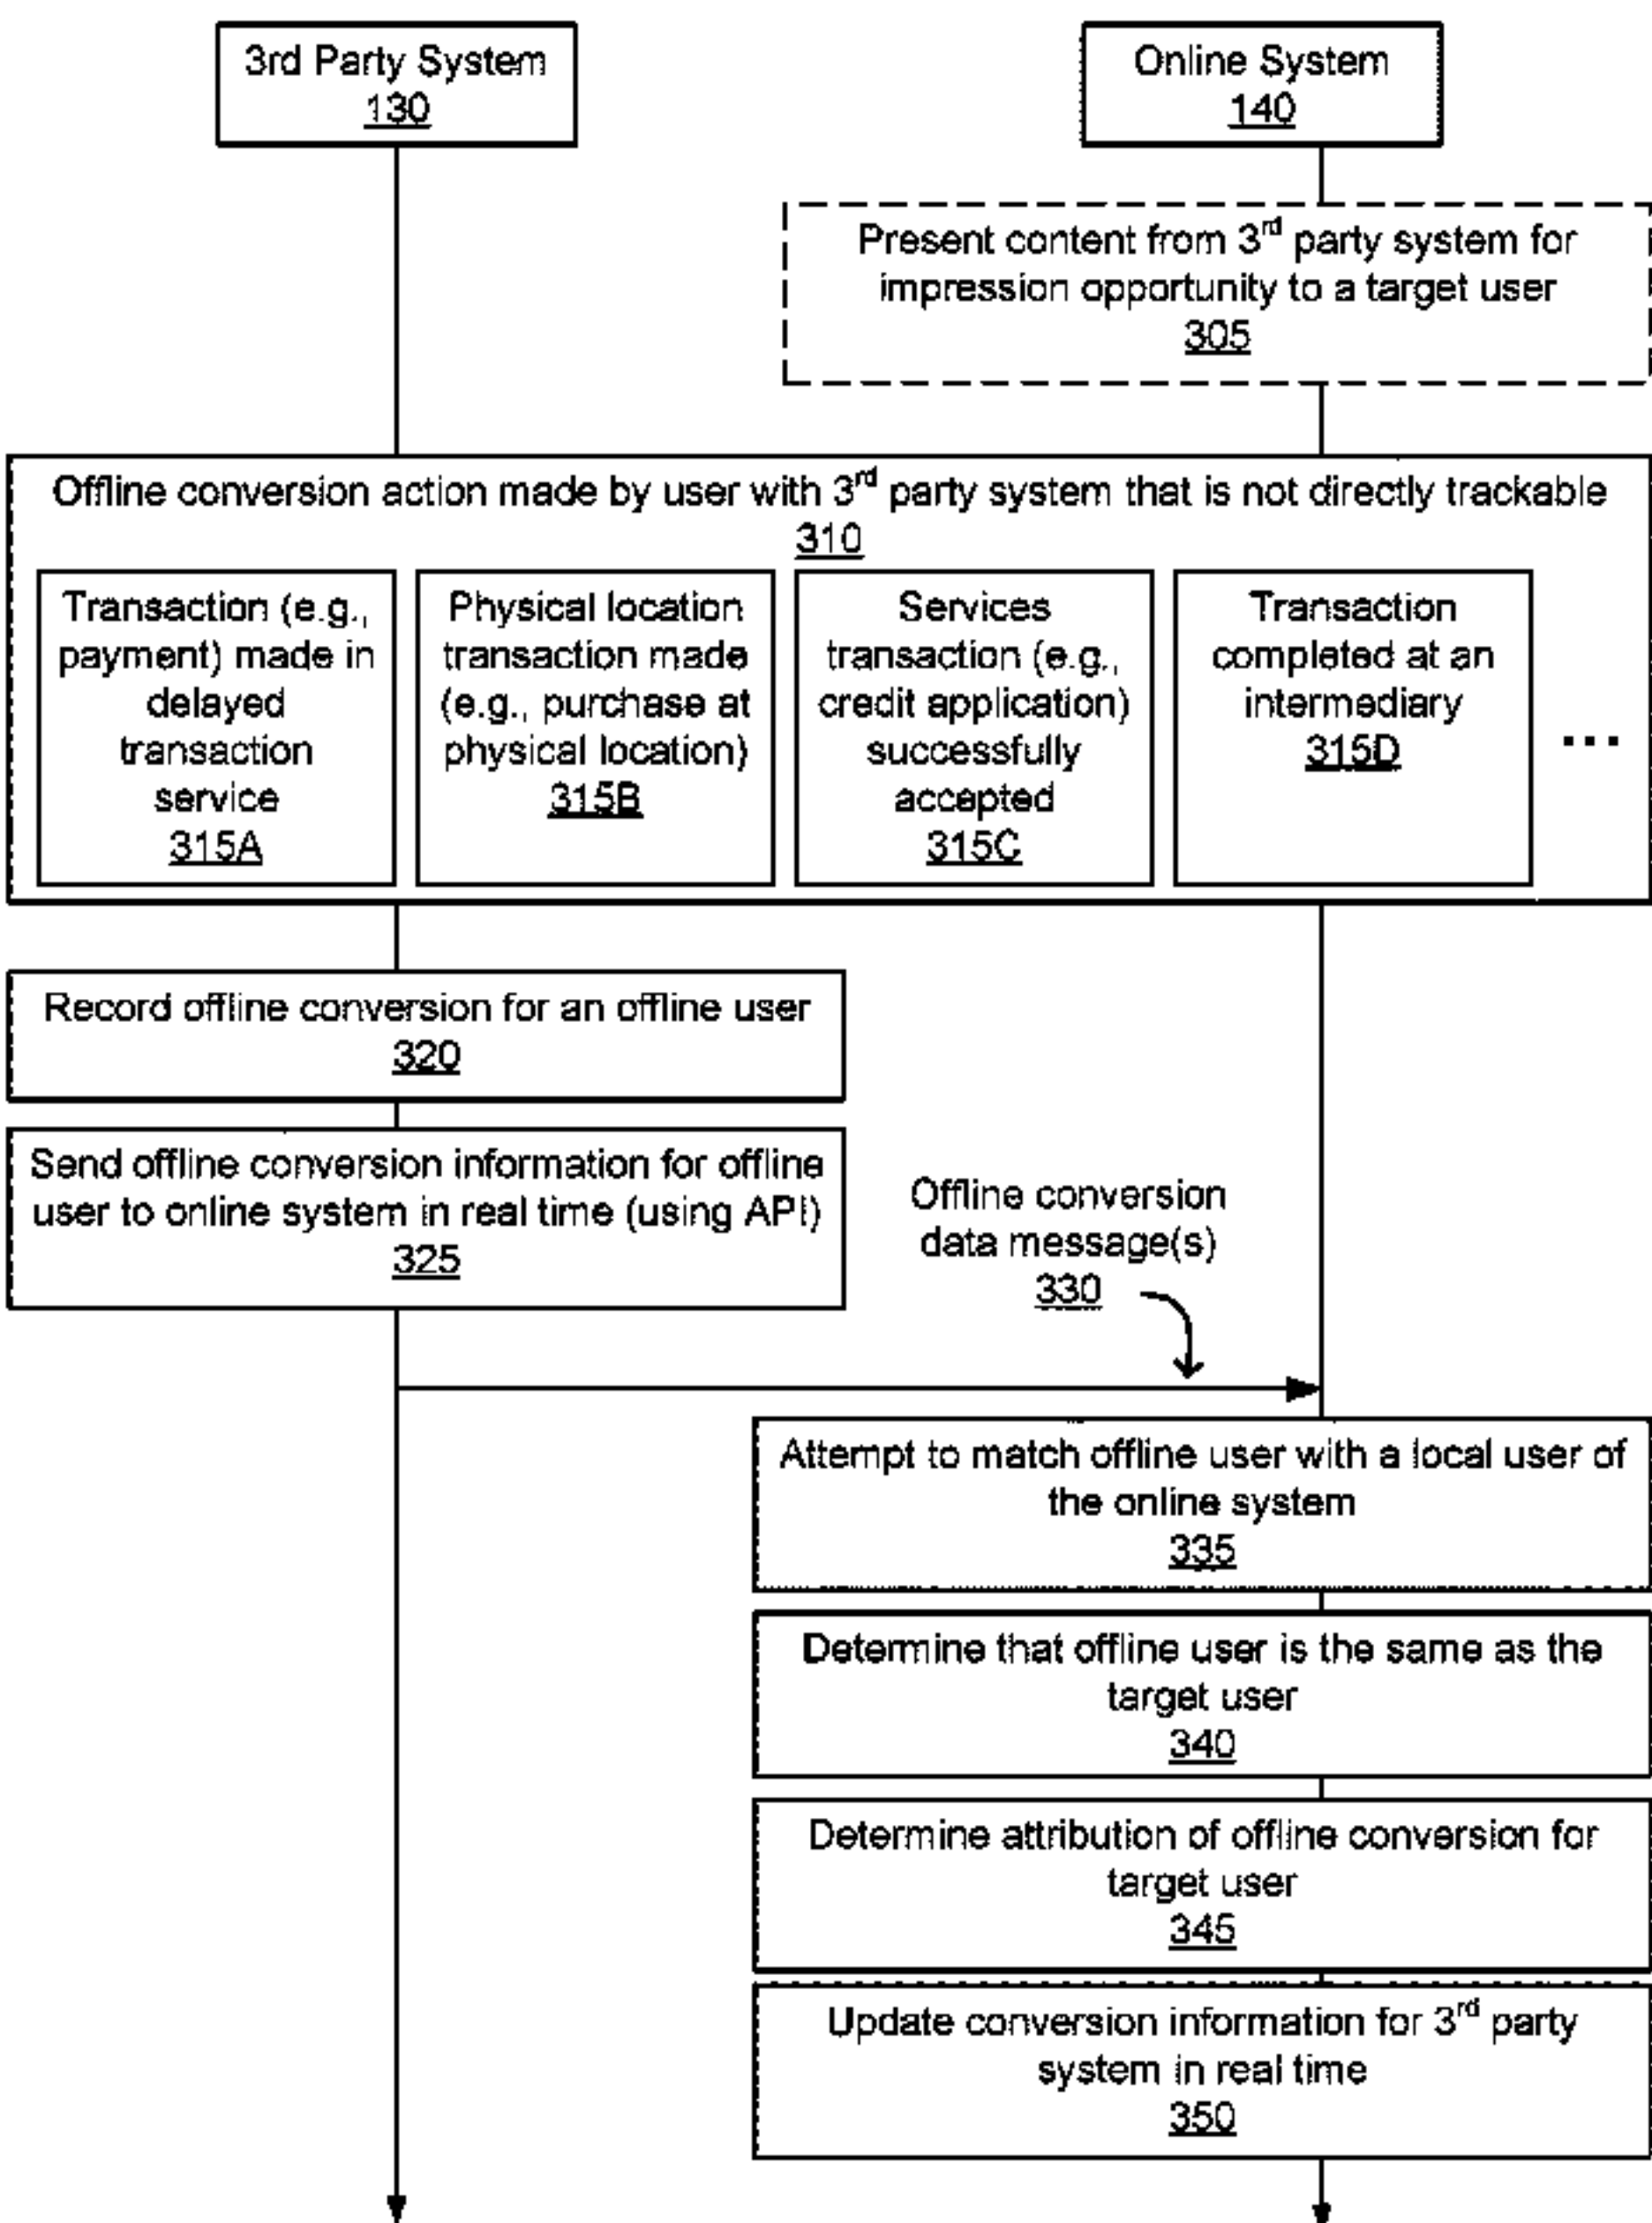 3rd Party System
130
Online System
140
Present content from 3rd party system for
impression opportunity to a target user
305
Offline conversion action made by user with 3rd party system that is not directly trackable
310
Transaction (e.g.,
payment) made in
delayed
transaction
service
315A
Physical location
transaction made
(e.g., purchase at
physical location)
315B
Services
transaction (e.g.,
credit application)
successfully
accepted
315C
Transaction
completed at an
intermediary
315D
...
Record offline conversion for an offline user
320
Send offline conversion information for offline
user to online system in real time (using API)
325
Offline conversion
data message(s)
330
Attempt to match offline user with a local user of
the online system
335
Determine that offline user is the same as the
target user
340
Determine attribution of offline conversion for
target user
345
Update conversion information for 3rd party
system in real time
350